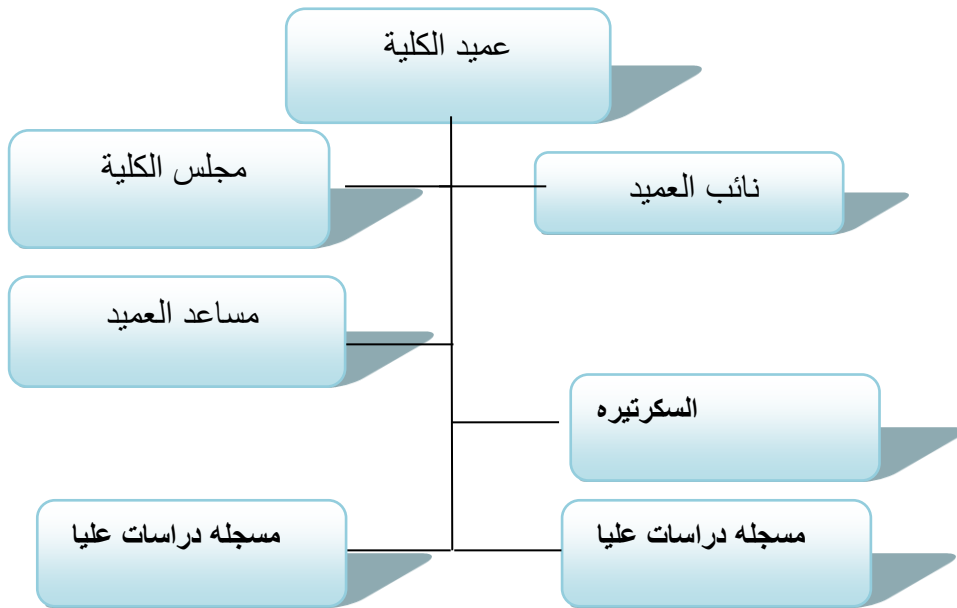 عميد الكلية
نائب العميد
مجلس الكلية
مساعد العميد
السكرتيره
مسجله دراسات عليا
مسجله دراسات عليا